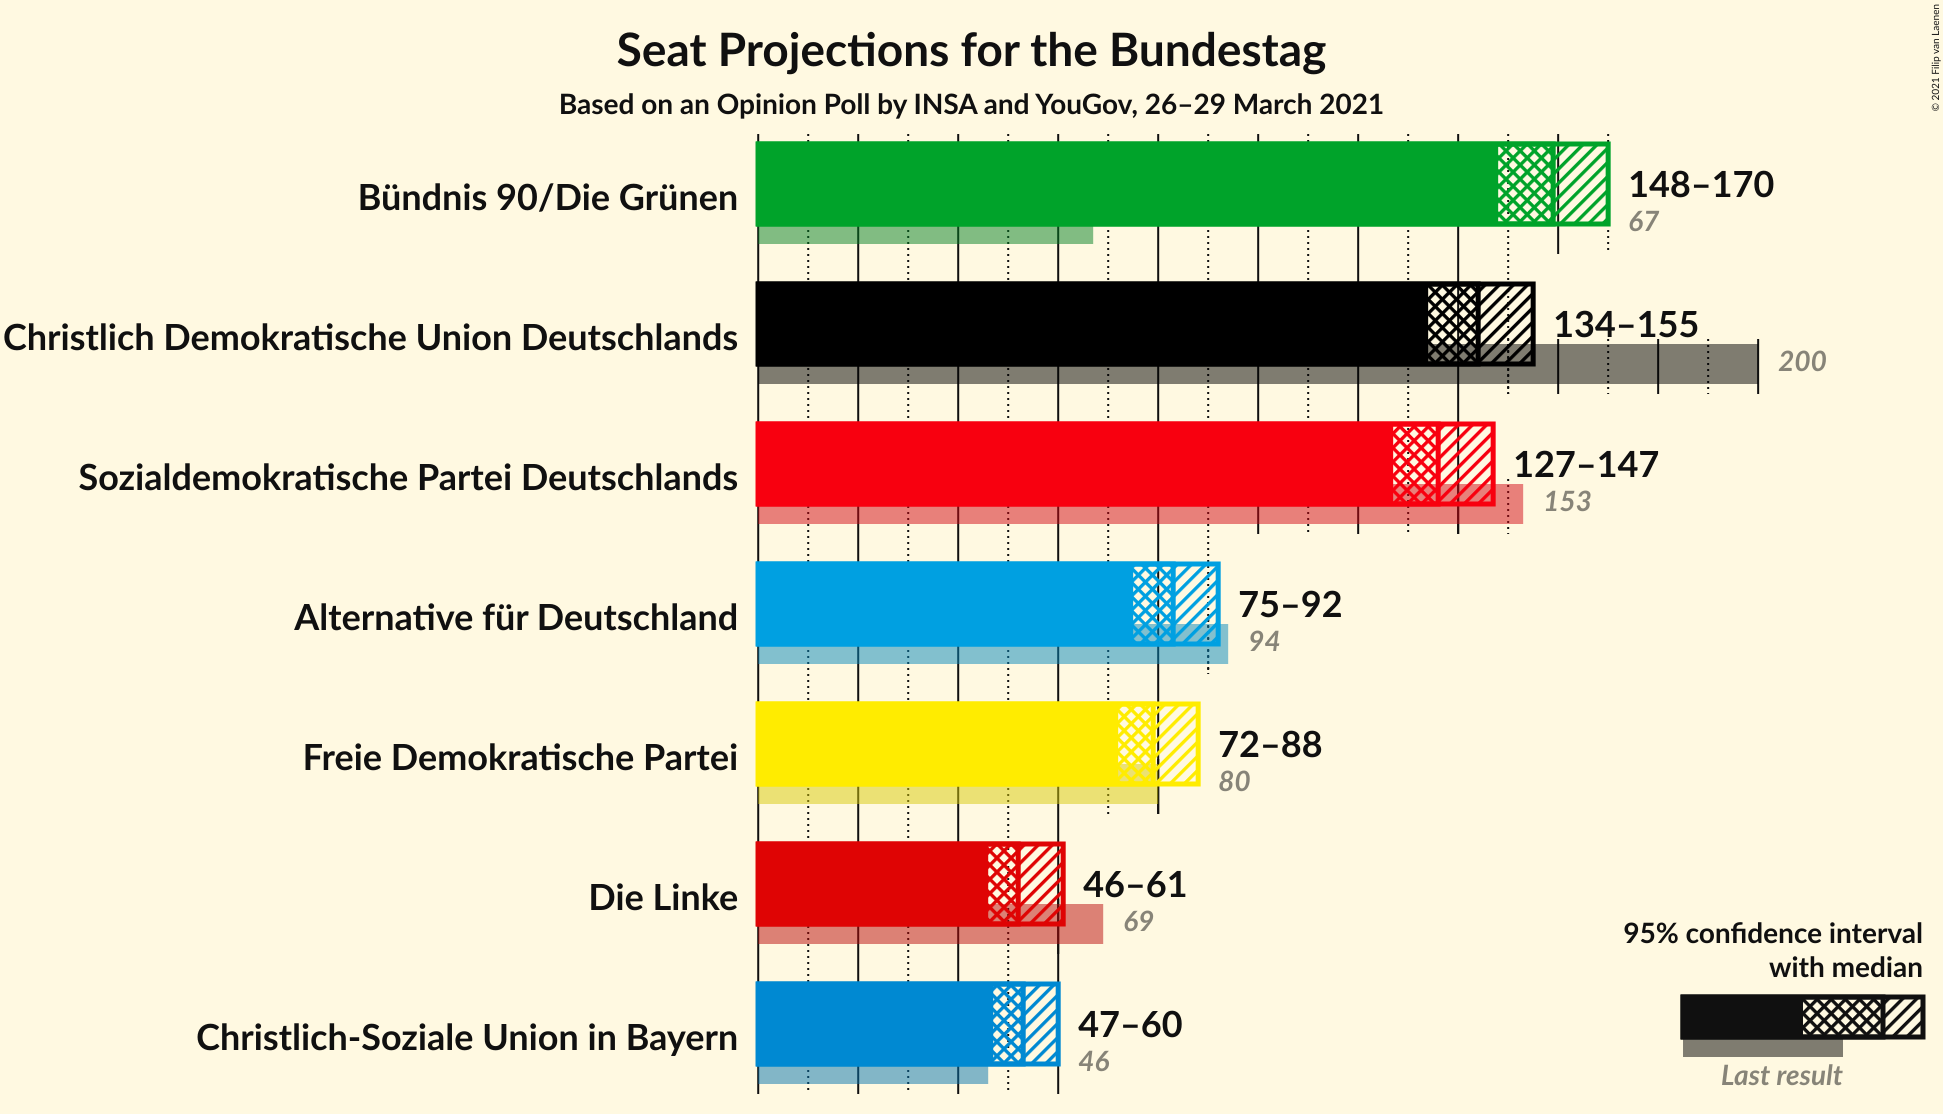 Seat Projections for the Bundestag
Based on an Opinion Poll by INSA and YouGov, 26–29 March 2021
© 2021 Filip van Laenen
Bündnis 90/Die Grünen
148–170
67
Christlich Demokratische Union Deutschlands
134–155
200
Sozialdemokratische Partei Deutschlands
127–147
153
Alternative für Deutschland
75–92
94
Freie Demokratische Partei
72–88
80
Die Linke
46–61
69
Christlich-Soziale Union in Bayern
47–60
46
95% confidence interval
with median
Last result